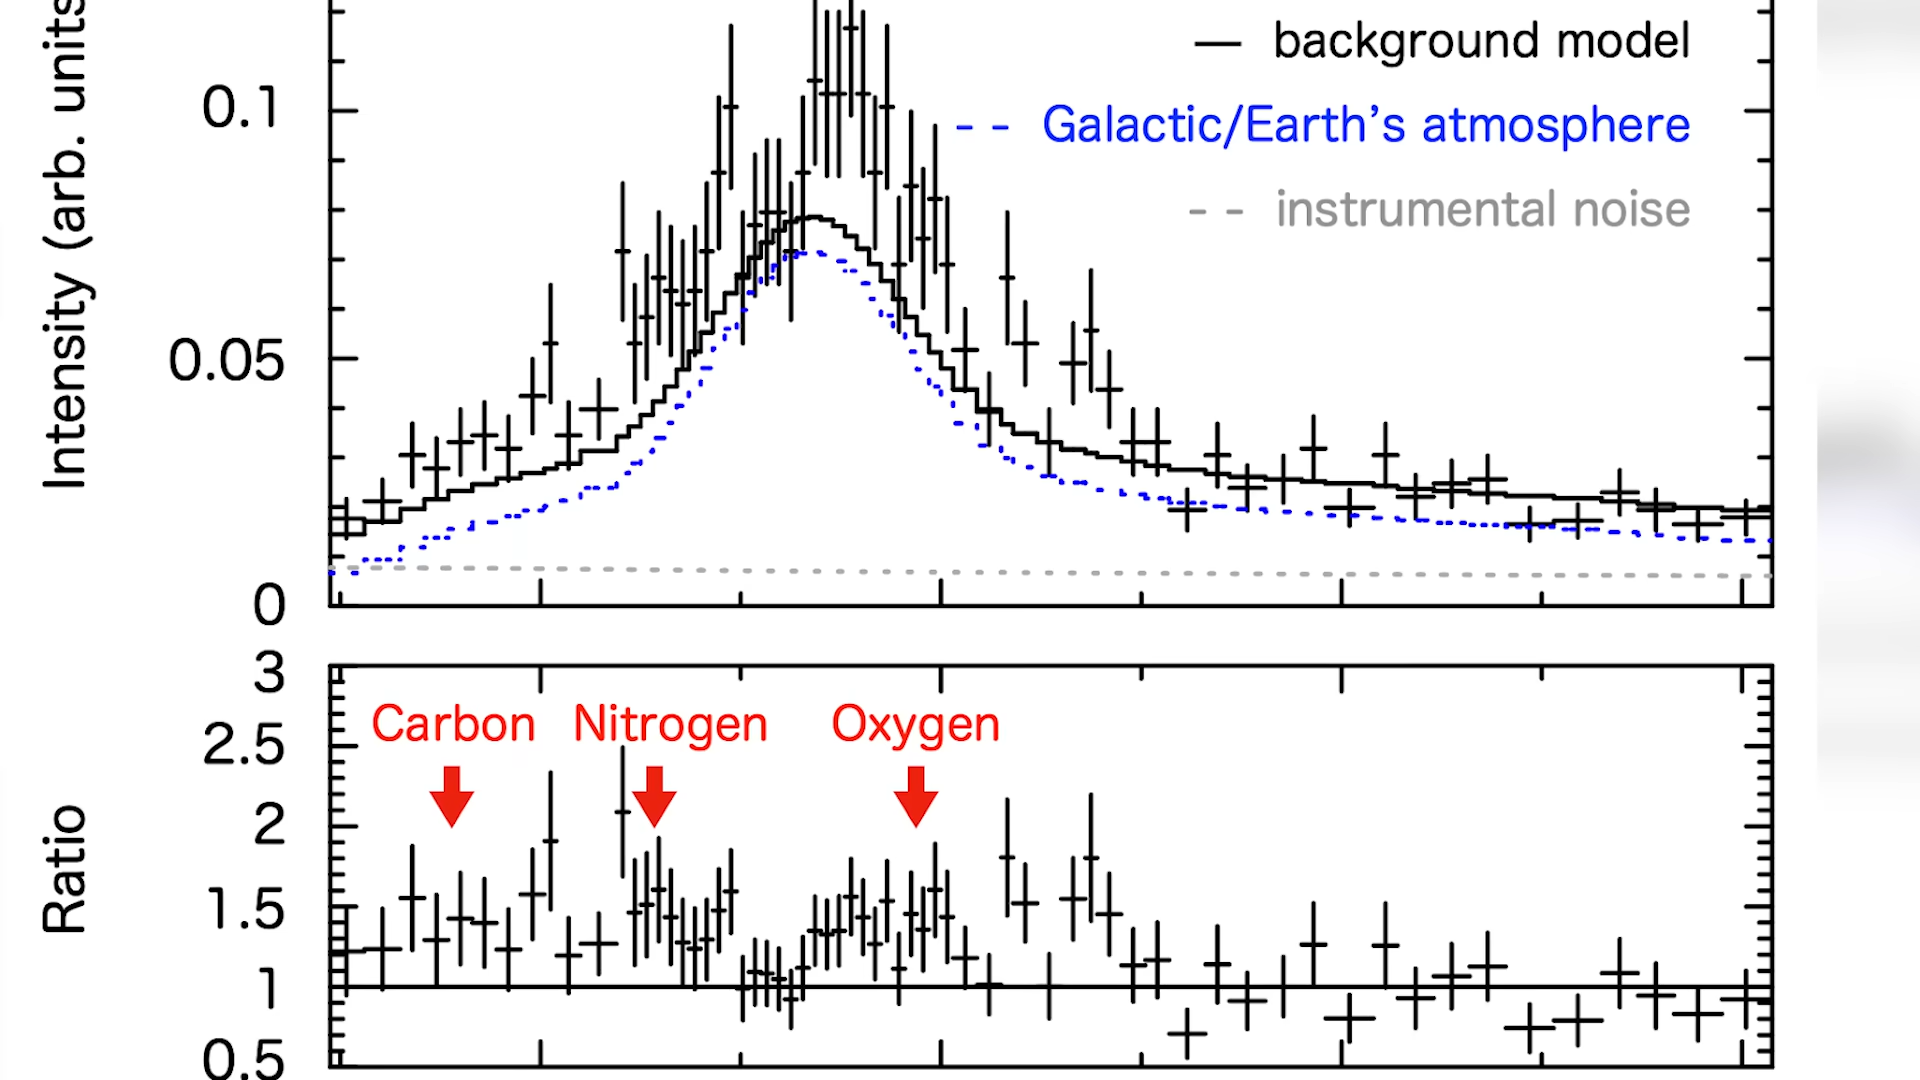 Intensity (arb. units
background model
0.1
Galactic/Earth's atmosphere
instrumental noise
0.05
0
3
Carbon
Nitrogen
Oxygen
2.5
2
Ratio
1.5
1
0.5